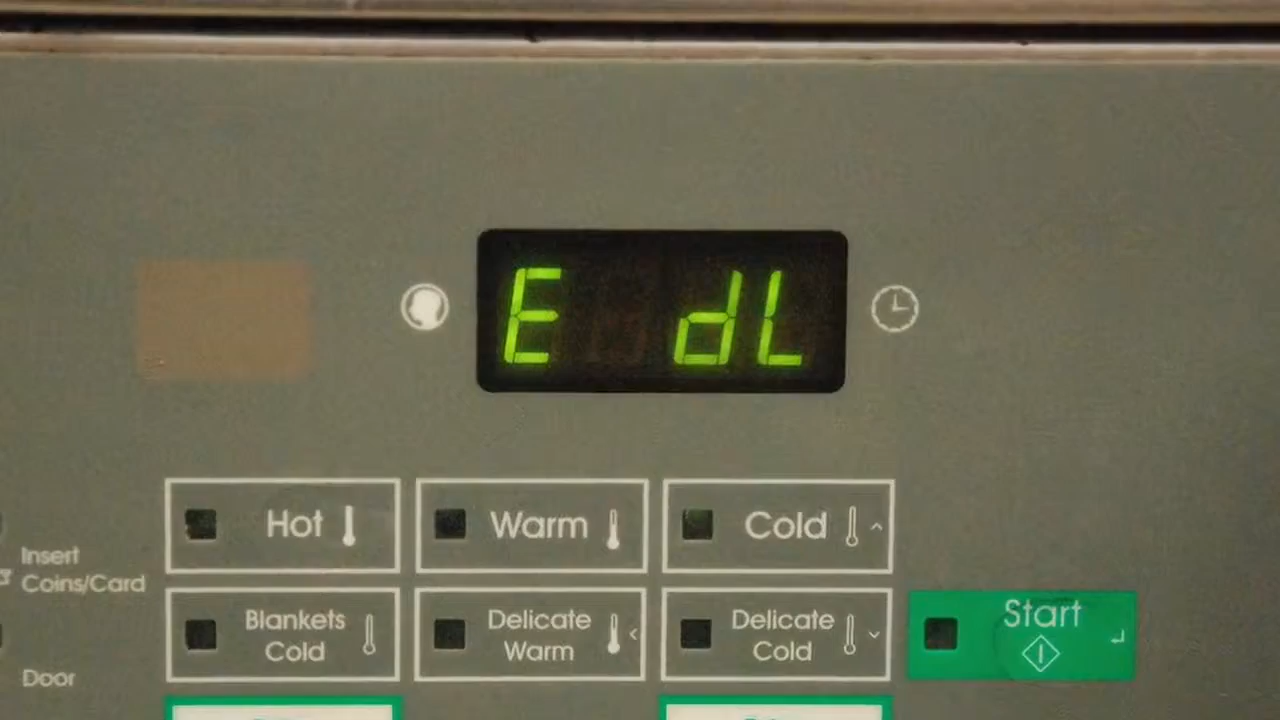 E dL
Hot
Warm
Cold
Insert
Coins/Card
Blankets
Cold
Delicate
Warm
Delicate
Cold
Start
Door